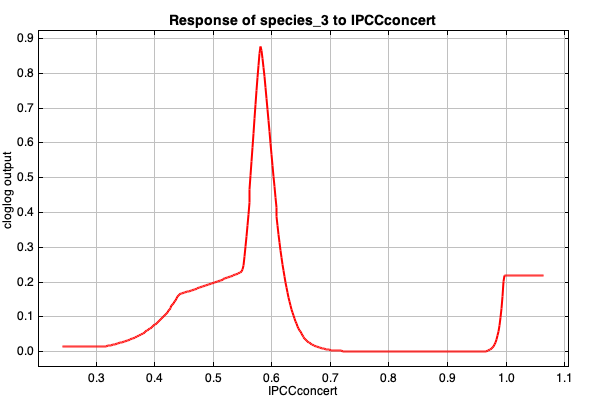 Response of species_3 to IPCCconcert
cloglog output
0.9
0.8
0.7
0.6
0.5
0.4
0.3
0.2
0.1
0.0
0.3 0.4 0.5 0.6 0.7 0.8 0.9 1.0 1.1
IPCCconcert